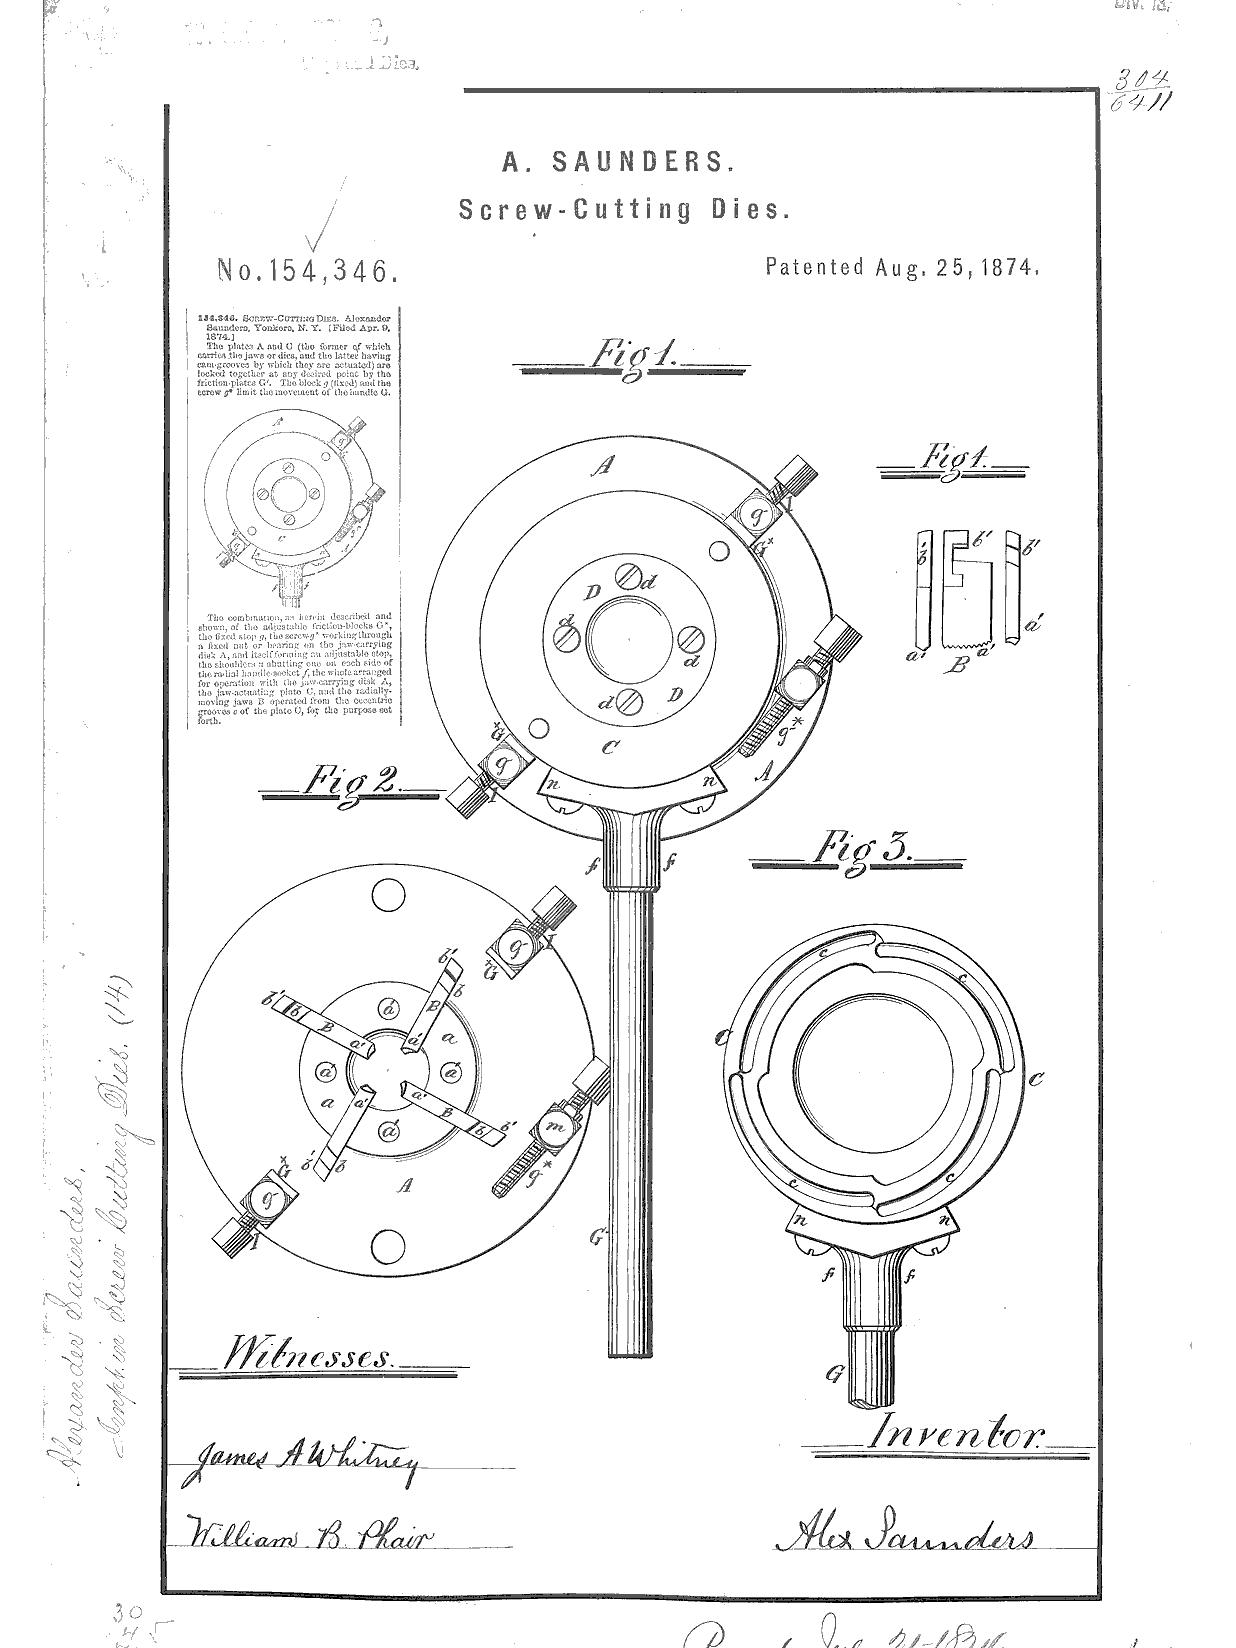 Div. 13.
Dies.
304
6411
A. SAUNDERS.
Screw-Cutting Dies.
No. 154,346.
Patented Aug. 25, 1874.
154,346. SCREW-CUTTING DIES. Alexander
Saunders, Yonkers, N. Y. [Filed Apr. 9,
1874.]
The plates A and C (the former of which
carries the jaws or dies, and the latter having
cam-grooves by which they are actuated) are
locked together at any desired point by the
friction-plates G'. The block g (fixed) and the
screw g* limit the movement of the handle G.
The combination, as herein described and
shown, of the adjustable friction-blocks G*,
the fixed stop g, the screw g* working through
a fixed nut or bearing on the jaw-carrying
disk A, and itself forming an adjustable stop,
the shoulders n abutting one on each side of
the radial handle-socket f, the whole arranged
for operation with the jaw-carrying disk A,
the jaw-actuating plate C, and the radially-
moving jaws B operated from the eccentric
grooves c of the plate C, for the purpose set
forth.
Fig 1.
A
g
I
G*
D
d
d
d
d
D
C
g*
A
G*
g
I
n
n
f
f
G
Fig 1.
b
b'
b'
a'
a'
a'
B
Fig 2.
b'
b
B
a'
b'
b
B
a'
a
a
a'
B
b
b'
a'
b'
b
A
G*
g
I
G*
g
I
m
g*
Fig 3.
c
c
c
c
C
C
n
n
f
f
G
Witnesses.
James A Whitney
William B. Phair
Inventor.
Alex Saunders
Alexander Saunders.
Screw Cutting Dies. (14)
30